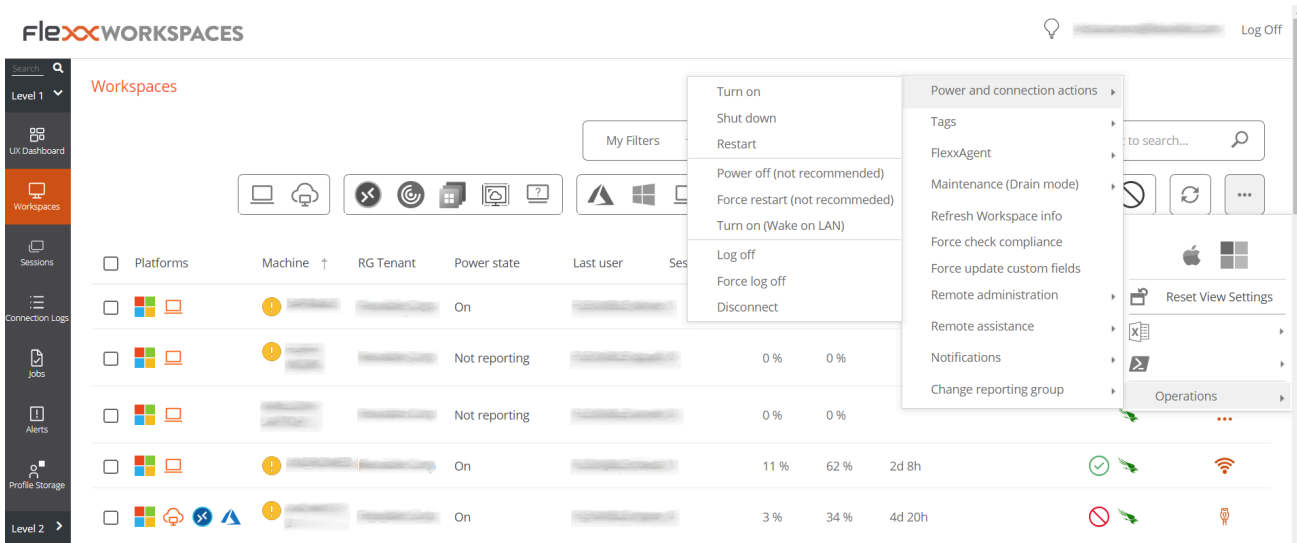 FlexxWORKSPACES
Log Off
Search
Level 1
UX Dashboard
Workspaces
Sessions
Connection Logs
Jobs
Alerts
Profile Storage
Level 2
Workspaces
My Filters
to search...
Turn on
Shut down
Restart
Power off (not recommended)
Force restart (not recommeded)
Turn on (Wake on LAN)
Log off
Force log off
Disconnect
Power and connection actions
Tags
FlexxAgent
Maintenance (Drain mode)
Refresh Workspace info
Force check compliance
Force update custom fields
Remote administration
Remote assistance
Notifications
Change reporting group
Reset View Settings
Operations
Platforms Machine RG Tenant Power state Last user Ses
On
Not reporting 0 % 0 %
Not reporting 0 % 0 %
On 11 % 62 % 2d 8h
On 3 % 34 % 4d 20h